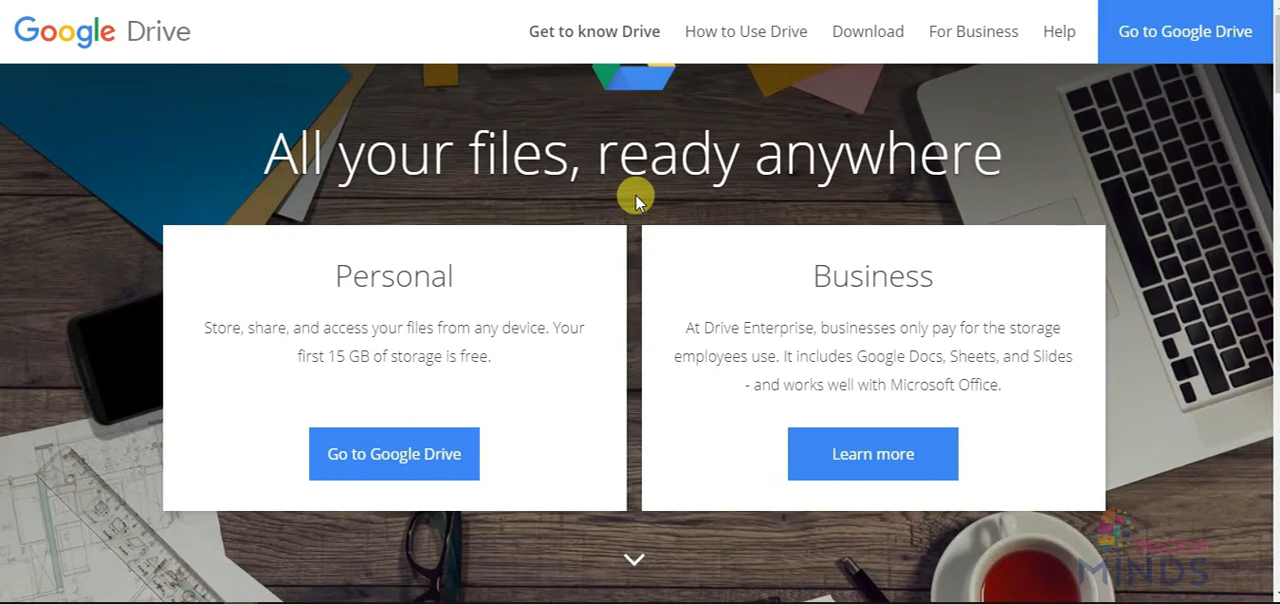 Google Drive
Get to know Drive
How to Use Drive
Download
For Business
Help
Go to Google Drive
All your files, ready anywhere
Personal
Store, share, and access your files from any device. Your
first 15 GB of storage is free.
Go to Google Drive
Business
At Drive Enterprise, businesses only pay for the storage
employees use. It includes Google Docs, Sheets, and Slides
- and works well with Microsoft Office.
Learn more
MINDS